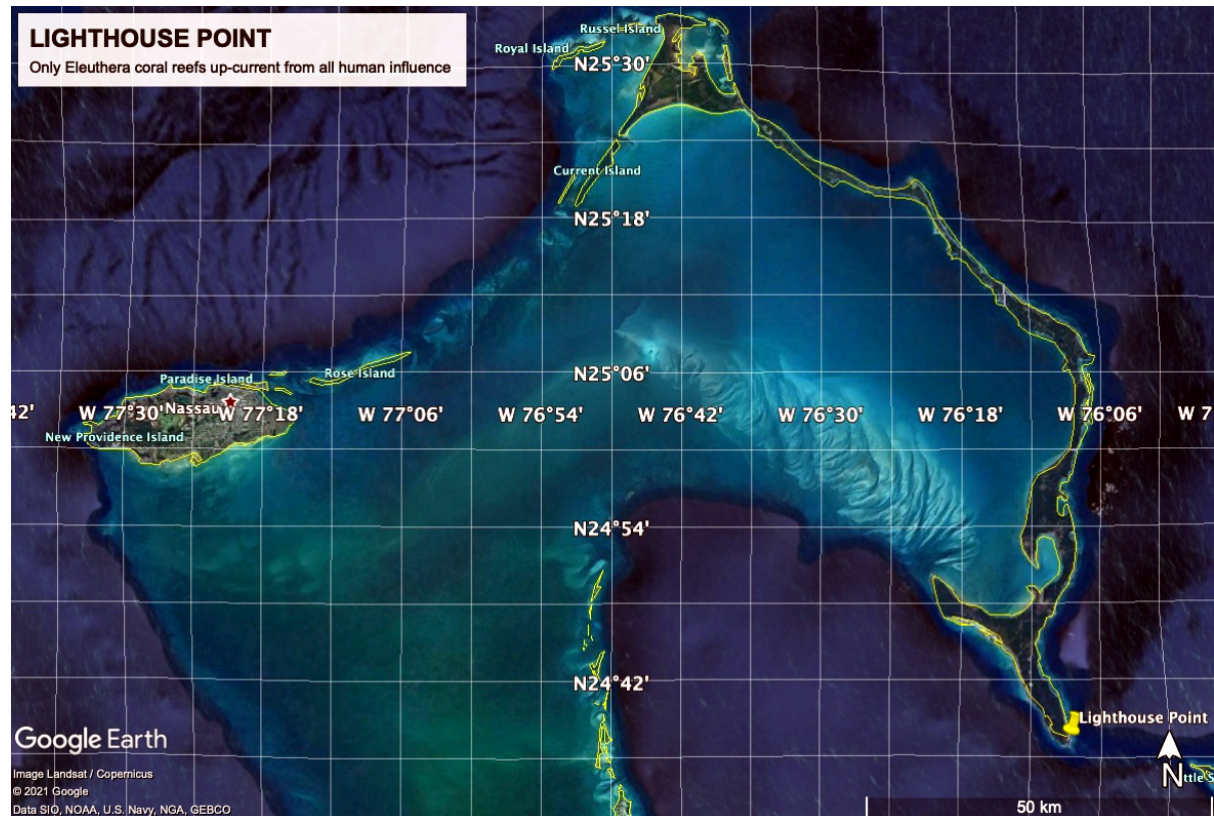 LIGHTHOUSE POINT
Only Eleuthera coral reefs up-current from all human influence
Russel Island
Royal Island
N25°30'
Current Island
N25°18'
Rose Island
N25°06'
Paradise Island
42' W 77°30' Nassau W 77°18' W 77°06' W 76°54' W 76°42' W 76°30' W 76°18' W 76°06' W 7
New Providence Island
N24°54'
N24°42'
Lighthouse Point
Google Earth
N
ttle S
Image Landsat / Copernicus
© 2021 Google
Data SIO, NOAA, U.S. Navy, NGA, GEBCO
50 km